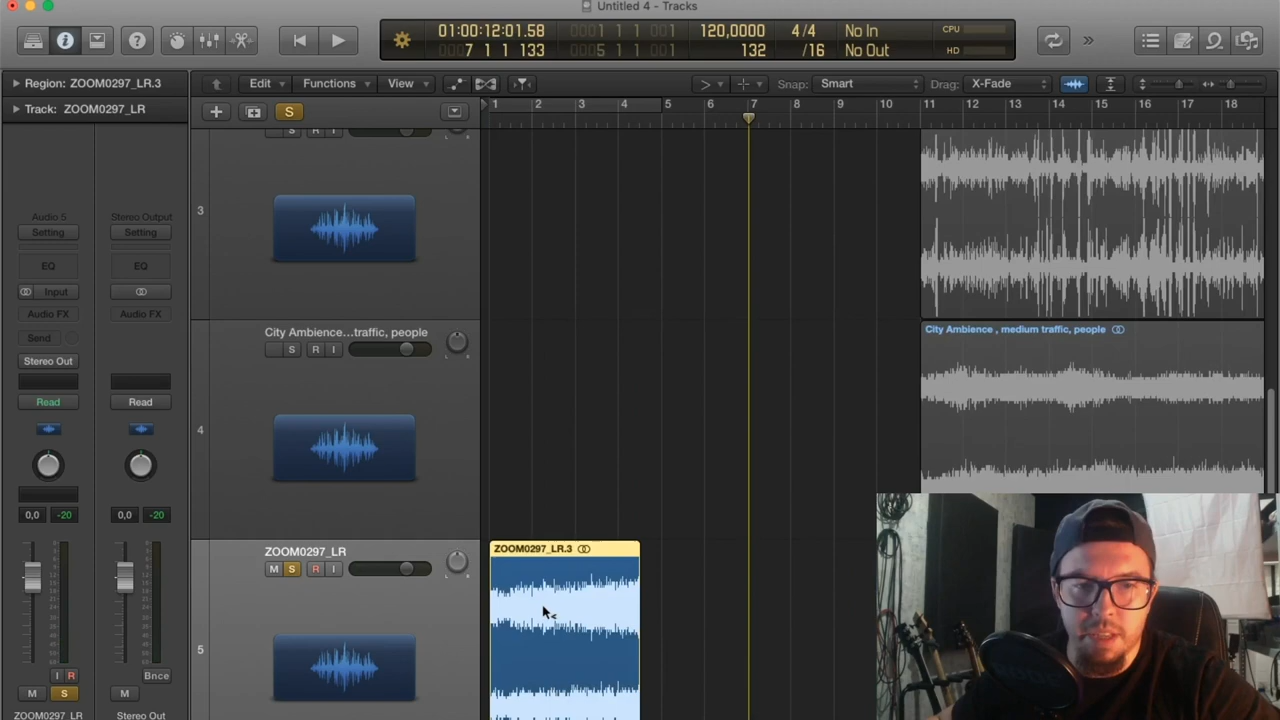 Untitled 4 - Tracks
01:00:12:01.58
7 1 1 133
0001 1 1 001
0005 1 1 001
120,0000
132
4/4
/16
No In
No Out
CPU
HD
Region: ZOOM0297_LR.3
Edit
Functions
View
Snap:
Smart
Drag:
X-Fade
Track: ZOOM0297_LR
S
1 2 3 4 5 6 7 8 9 10 11 12 13 14 15 16 17 18
S R I
L R
Audio 5
Stereo Output
Setting
Setting
EQ
EQ
Input
Audio FX
Audio FX
Send
Stereo Out
Read
Read
0,0 -20
0,0 -20
I R
Bnce
M S
M
ZOOM0297_LR
Stereo Out
3
City Ambience...traffic, people
S R I
L R
4
City Ambience , medium traffic, people
ZOOM0297_LR
M S R I
L R
5
ZOOM0297_LR.3